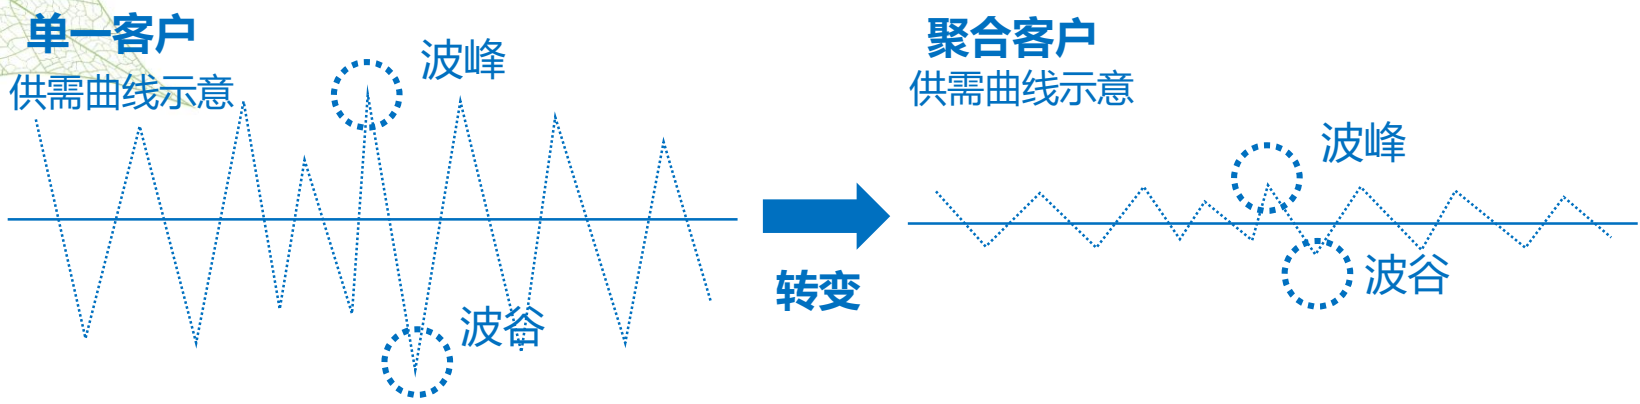 单一客户
供需曲线示意
波峰
波谷
转变
聚合客户
供需曲线示意
波峰
波谷